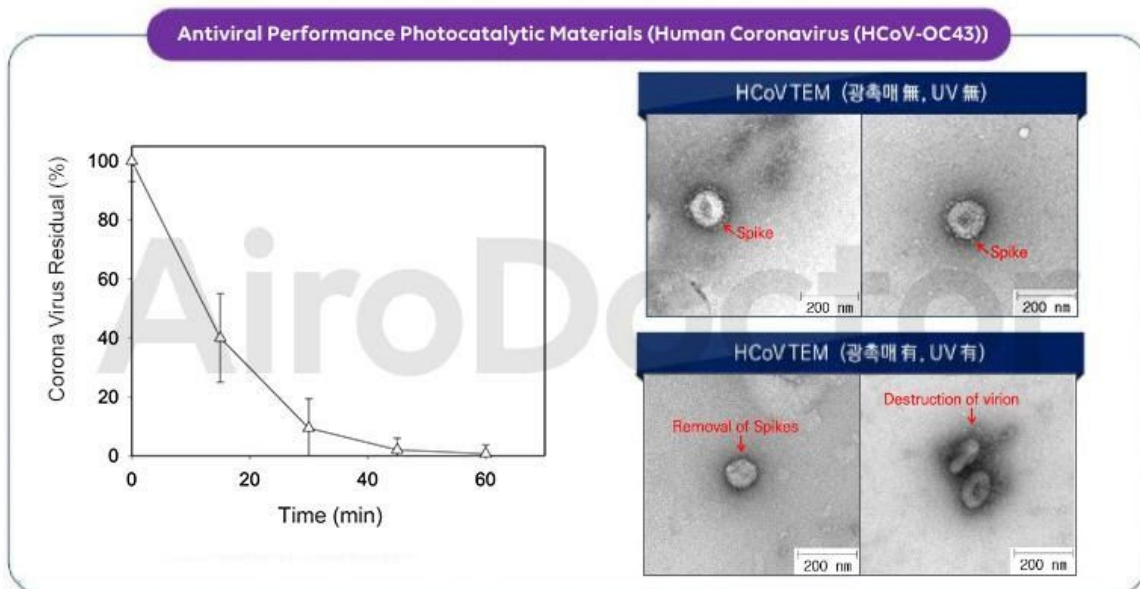 Antiviral Performance Photocatalytic Materials (Human Coronavirus (HCoV-OC43))
Corona Virus Residual (%)
100
80
60
40
20
0
0
20
40
60
Time (min)
HCoV TEM (광촉매 無, UV 無)
Spike
Spike
200 nm
200 nm
HCoV TEM (광촉매 有, UV 有)
Removal of Spikes
Destruction of virion
200 nm
200 nm
AiroDoctor